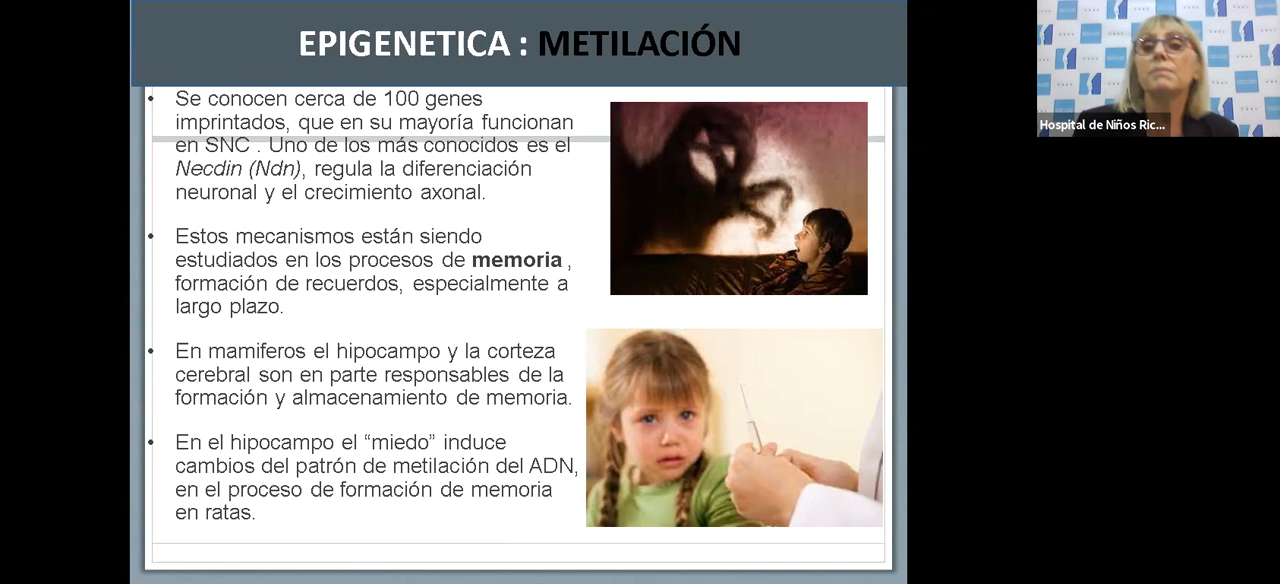 EPIGENETICA : METILACIÓN
• Se conocen cerca de 100 genes
imprintados, que en su mayoría funcionan
en SNC . Uno de los más conocidos es el
Necdin (Ndn), regula la diferenciación
neuronal y el crecimiento axonal.
• Estos mecanismos están siendo
estudiados en los procesos de memoria ,
formación de recuerdos, especialmente a
largo plazo.
• En mamiferos el hipocampo y la corteza
cerebral son en parte responsables de la
formación y almacenamiento de memoria.
• En el hipocampo el “miedo” induce
cambios del patrón de metilación del ADN,
en el proceso de formación de memoria
en ratas.
Hospital de Niños Ric...